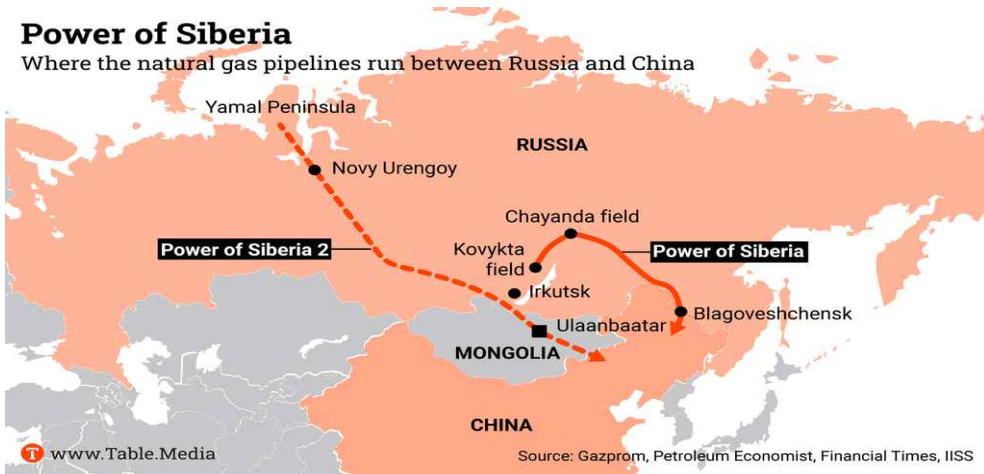 Power of Siberia
Where the natural gas pipelines run between Russia and China
Yamal Peninsula
RUSSIA
Novy Urengoy
Chayanda field
Power of Siberia 2
Kovykta
field
Power of Siberia
Irkutsk
Blagoveshchensk
Ulaanbaatar
MONGOLIA
CHINA
T www.Table.Media
Source: Gazprom, Petroleum Economist, Financial Times, IISS